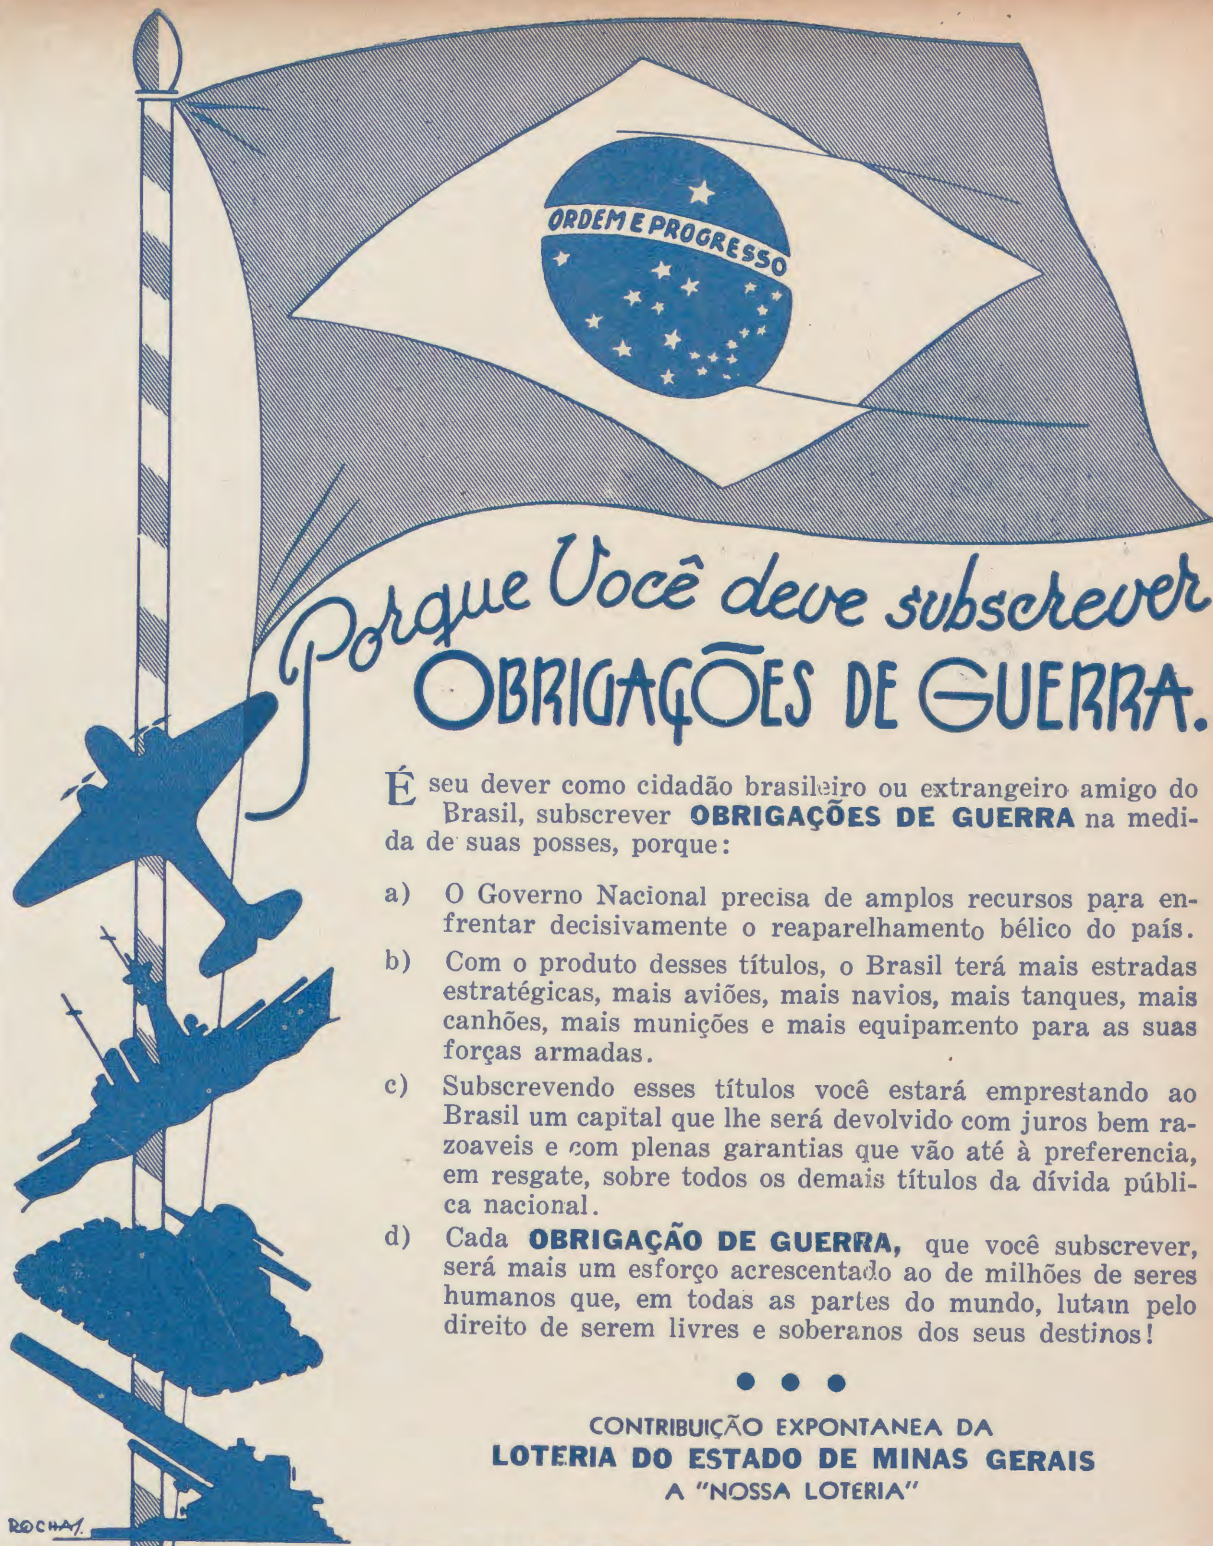 ORDEM E PROGRESSO
Porque Você deve subscrever
OBRIGAÇÕES DE GUERRA.
É seu dever como cidadão brasileiro ou extrangeiro amigo do
Brasil, subscrever OBRIGAÇÕES DE GUERRA na medi-
da de suas posses, porque:
a) O Governo Nacional precisa de amplos recursos para en-
frentar decisivamente o reaparelhamento bélico do país.
b) Com o produto desses títulos, o Brasil terá mais estradas
estratégicas, mais aviões, mais navios, mais tanques, mais
canhões, mais munições e mais equipamento para as suas
forças armadas.
c) Subscrevendo esses títulos você estará emprestando ao
Brasil um capital que lhe será devolvido com juros bem ra-
zoaveis e com plenas garantias que vão até à preferencia,
em resgate, sobre todos os demais títulos da dívida públi-
ca nacional.
d) Cada OBRIGAÇÃO DE GUERRA, que você subscrever,
será mais um esforço acrescentado ao de milhões de seres
humanos que, em todas as partes do mundo, lutam pelo
direito de serem livres e soberanos dos seus destinos!
CONTRIBUIÇÃO EXPONTANEA DA
LOTERIA DO ESTADO DE MINAS GERAIS
A "NOSSA LOTERIA"
ROCHA